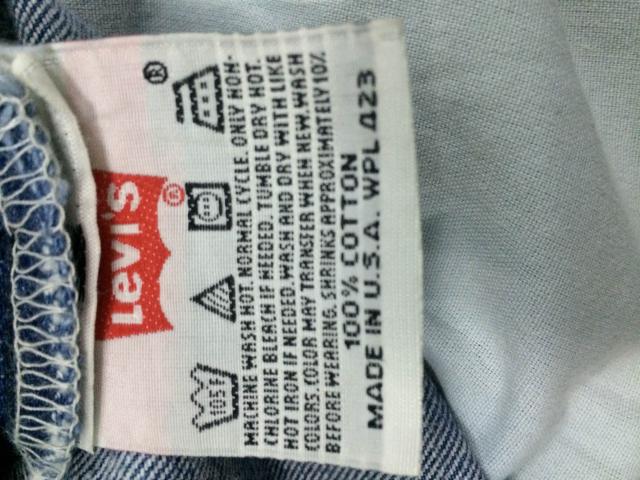 Levi's ®
®
105F
MACHINE WASH HOT. NORMAL CYCLE. ONLY NON-
CHLORINE BLEACH IF NEEDED. TUMBLE DRY HOT.
HOT IRON IF NEEDED. WASH AND DRY WITH LIKE
COLORS. COLOR MAY TRANSFER WHEN NEW. WASH
BEFORE WEARING. SHRINKS APPROXIMATELY 10%
100% COTTON
MADE IN U.S.A. WPL 423